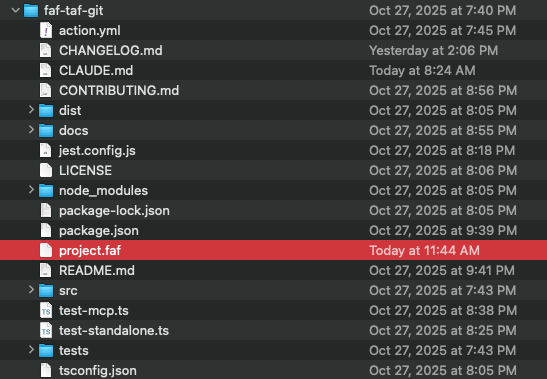 faf-taf-git Oct 27, 2025 at 7:40 PM
action.yml Oct 27, 2025 at 7:45 PM
CHANGELOG.md Yesterday at 2:06 PM
CLAUDE.md Today at 8:24 AM
CONTRIBUTING.md Oct 27, 2025 at 8:56 PM
dist Oct 27, 2025 at 8:05 PM
docs Oct 27, 2025 at 8:55 PM
jest.config.js Oct 27, 2025 at 8:18 PM
LICENSE Oct 27, 2025 at 8:06 PM
node_modules Oct 27, 2025 at 8:05 PM
package-lock.json Oct 27, 2025 at 8:05 PM
package.json Oct 27, 2025 at 9:39 PM
project.faf Today at 11:44 AM
README.md Oct 27, 2025 at 9:41 PM
src Oct 27, 2025 at 7:43 PM
TS test-mcp.ts Oct 27, 2025 at 8:38 PM
TS test-standalone.ts Oct 27, 2025 at 8:25 PM
tests Oct 27, 2025 at 7:43 PM
tsconfig.json Oct 27, 2025 at 8:05 PM